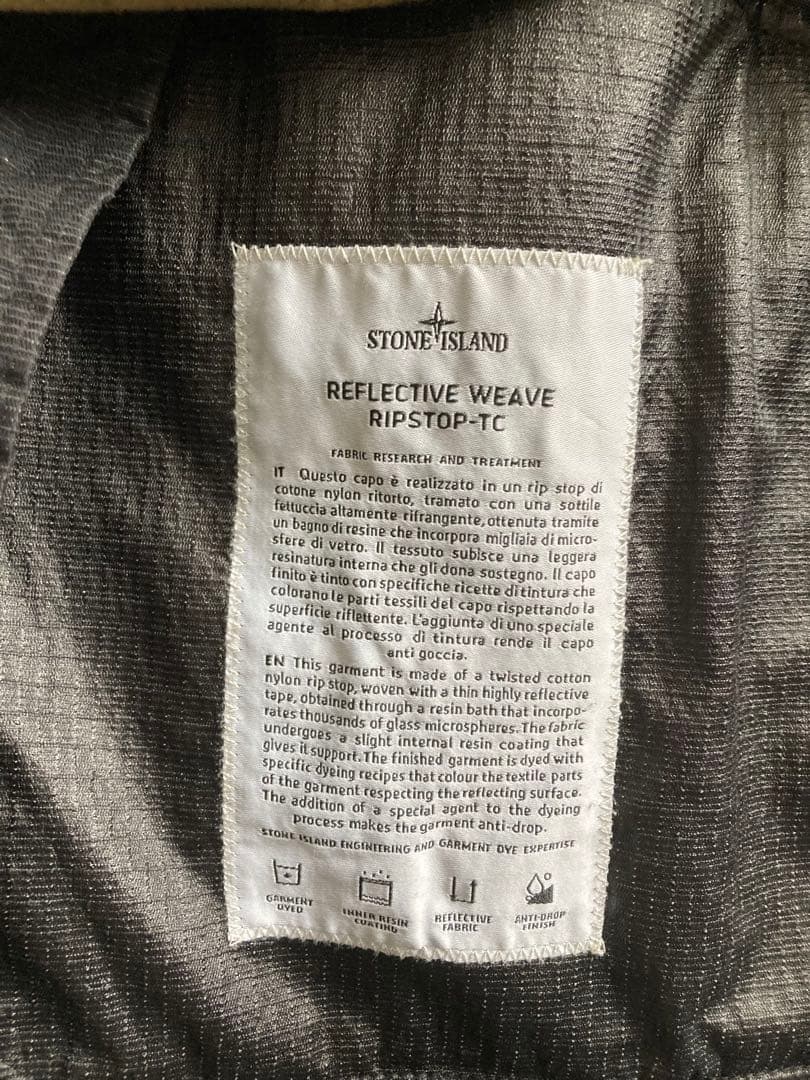 STONE ISLAND
REFLECTIVE WEAVE
RIPSTOP-TC
FABRIC RESEARCH AND TREATMENT
IT Questo capo è realizzato in un rip stop di
cotone nylon ritorto, tramato con una sottile
fettuccia altamente rifrangente, ottenuta tramite
un bagno di resine che incorpora migliaia di micro-
sfere di vetro. Il tessuto subisce una leggera
resinatura interna che gli dona sostegno. Il capo
finito è tinto con specifiche ricette di tintura che
colorano le parti tessili del capo rispettando la
superficie riflettente. L'aggiunta di uno speciale
agente al processo di tintura rende il capo
anti goccia.
EN This garment is made of a twisted cotton
nylon rip stop, woven with a thin highly reflective
tape, obtained through a resin bath that incorpo-
rates thousands of glass microspheres. The fabric
undergoes a slight internal resin coating that
gives it support. The finished garment is dyed with
specific dyeing recipes that colour the textile parts
of the garment respecting the reflecting surface.
The addition of a special agent to the dyeing
process makes the garment anti-drop.
STONE ISLAND ENGINEERING AND GARMENT DYE EXPERTISE
GARMENT
DYED
INNER RESIN
COATING
REFLECTIVE
FABRIC
ANTI-DROP
FINISH